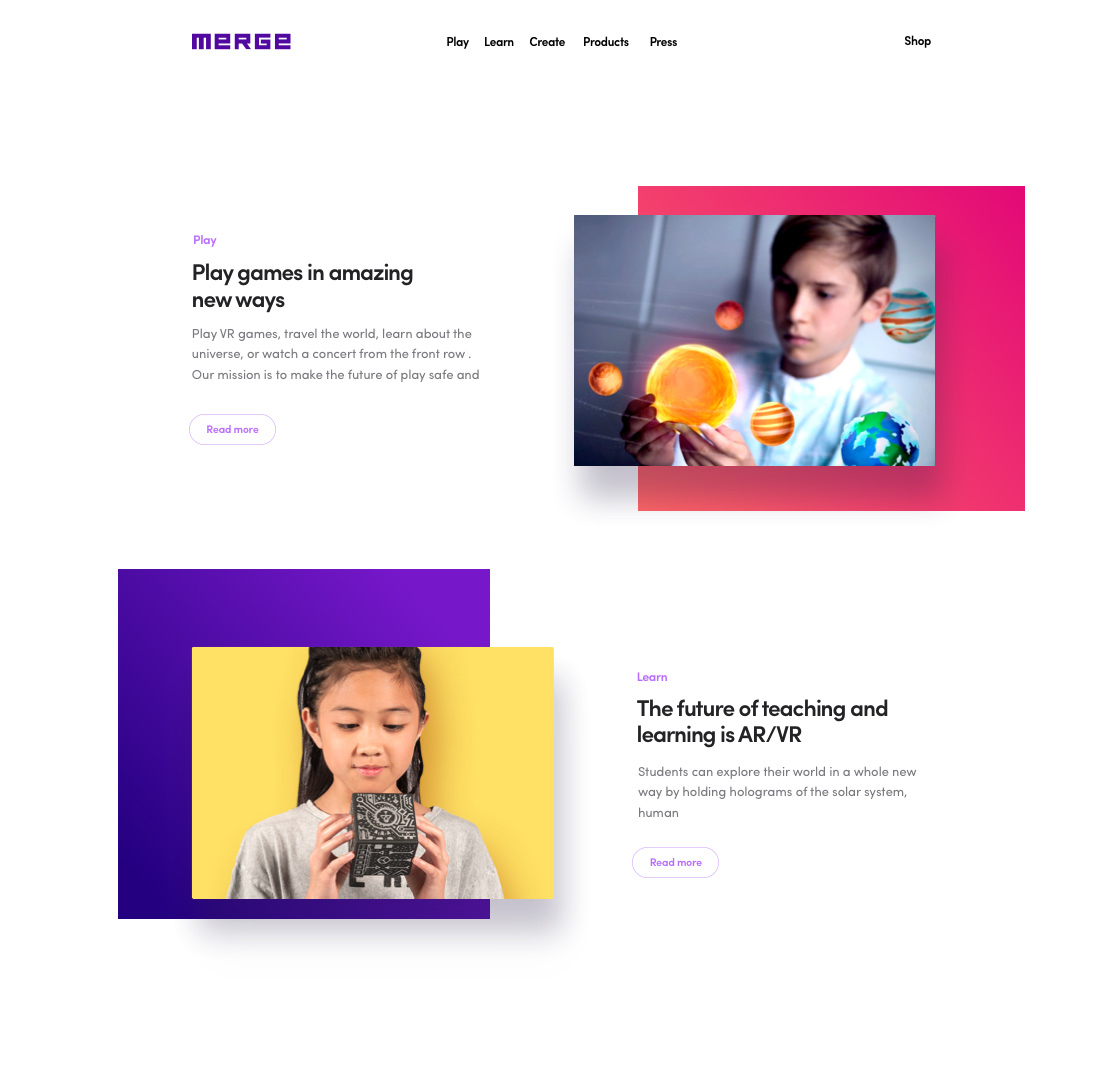 MERGE
Play Learn Create Products Press
Shop
Play
Play games in amazing
new ways
Play VR games, travel the world, learn about the
universe, or watch a concert from the front row .
Our mission is to make the future of play safe and
Read more
Learn
The future of teaching and
learning is AR/VR
Students can explore their world in a whole new
way by holding holograms of the solar system,
human
Read more